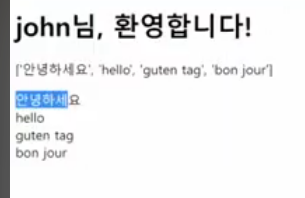 john님, 환영합니다!
['안녕하세요', 'hello', 'guten tag', 'bon jour']
안녕하세요
hello
guten tag
bon jour